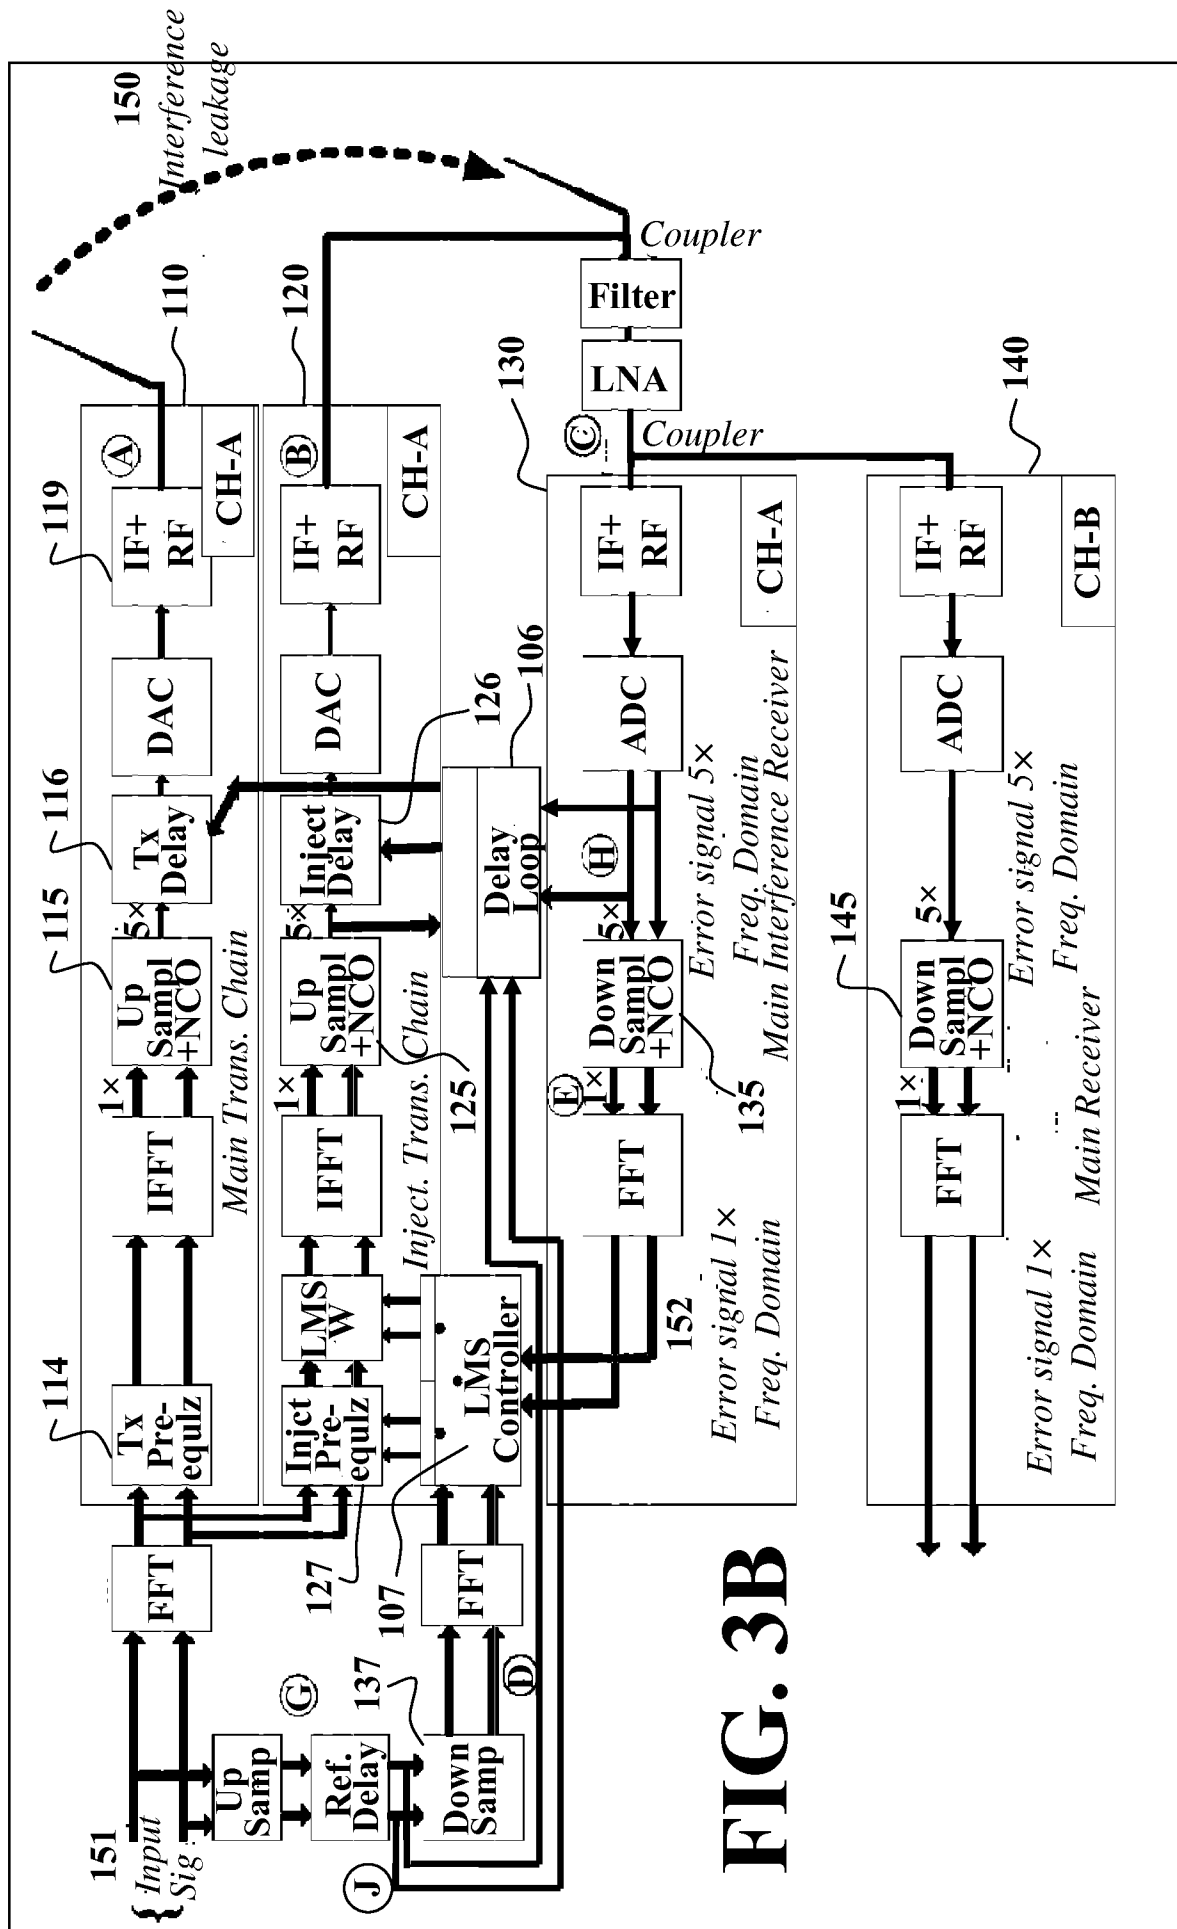 151
Input
Sig
FFT
114
Tx
Pre-
equlz
IFFT
1×
115
Up
Sampl
+NCO
5×
116
Tx
Delay
DAC
119
IF+
RF
A
CH-A
110
150
Interference
leakage
Main Trans. Chain
127
Injct
Pre-
equlz
LMS
W
IFFT
1×
Up
Sampl
+NCO
125
5×
Inject
Delay
126
DAC
IF+
RF
B
CH-A
120
Inject. Trans. Chain
Up
Samp
G
Ref.
Delay
J
137
Down
Samp
D
FFT
107
LMS
Controller
Delay
Loop
106
152
FFT
E
1×
Down
Sampl
+NCO
135
5×
H
ADC
IF+
RF
C
130
Coupler
LNA
Filter
Coupler
CH-A
Error signal 1×
Freq. Domain
Error signal 5×
Freq. Domain
Main Interference Receiver
FFT
1×
Down
Sampl
+NCO
145
5×
ADC
IF+
RF
140
CH-B
Error signal 1×
Freq. Domain
Error signal 5×
Freq. Domain
Main Receiver
FIG. 3B